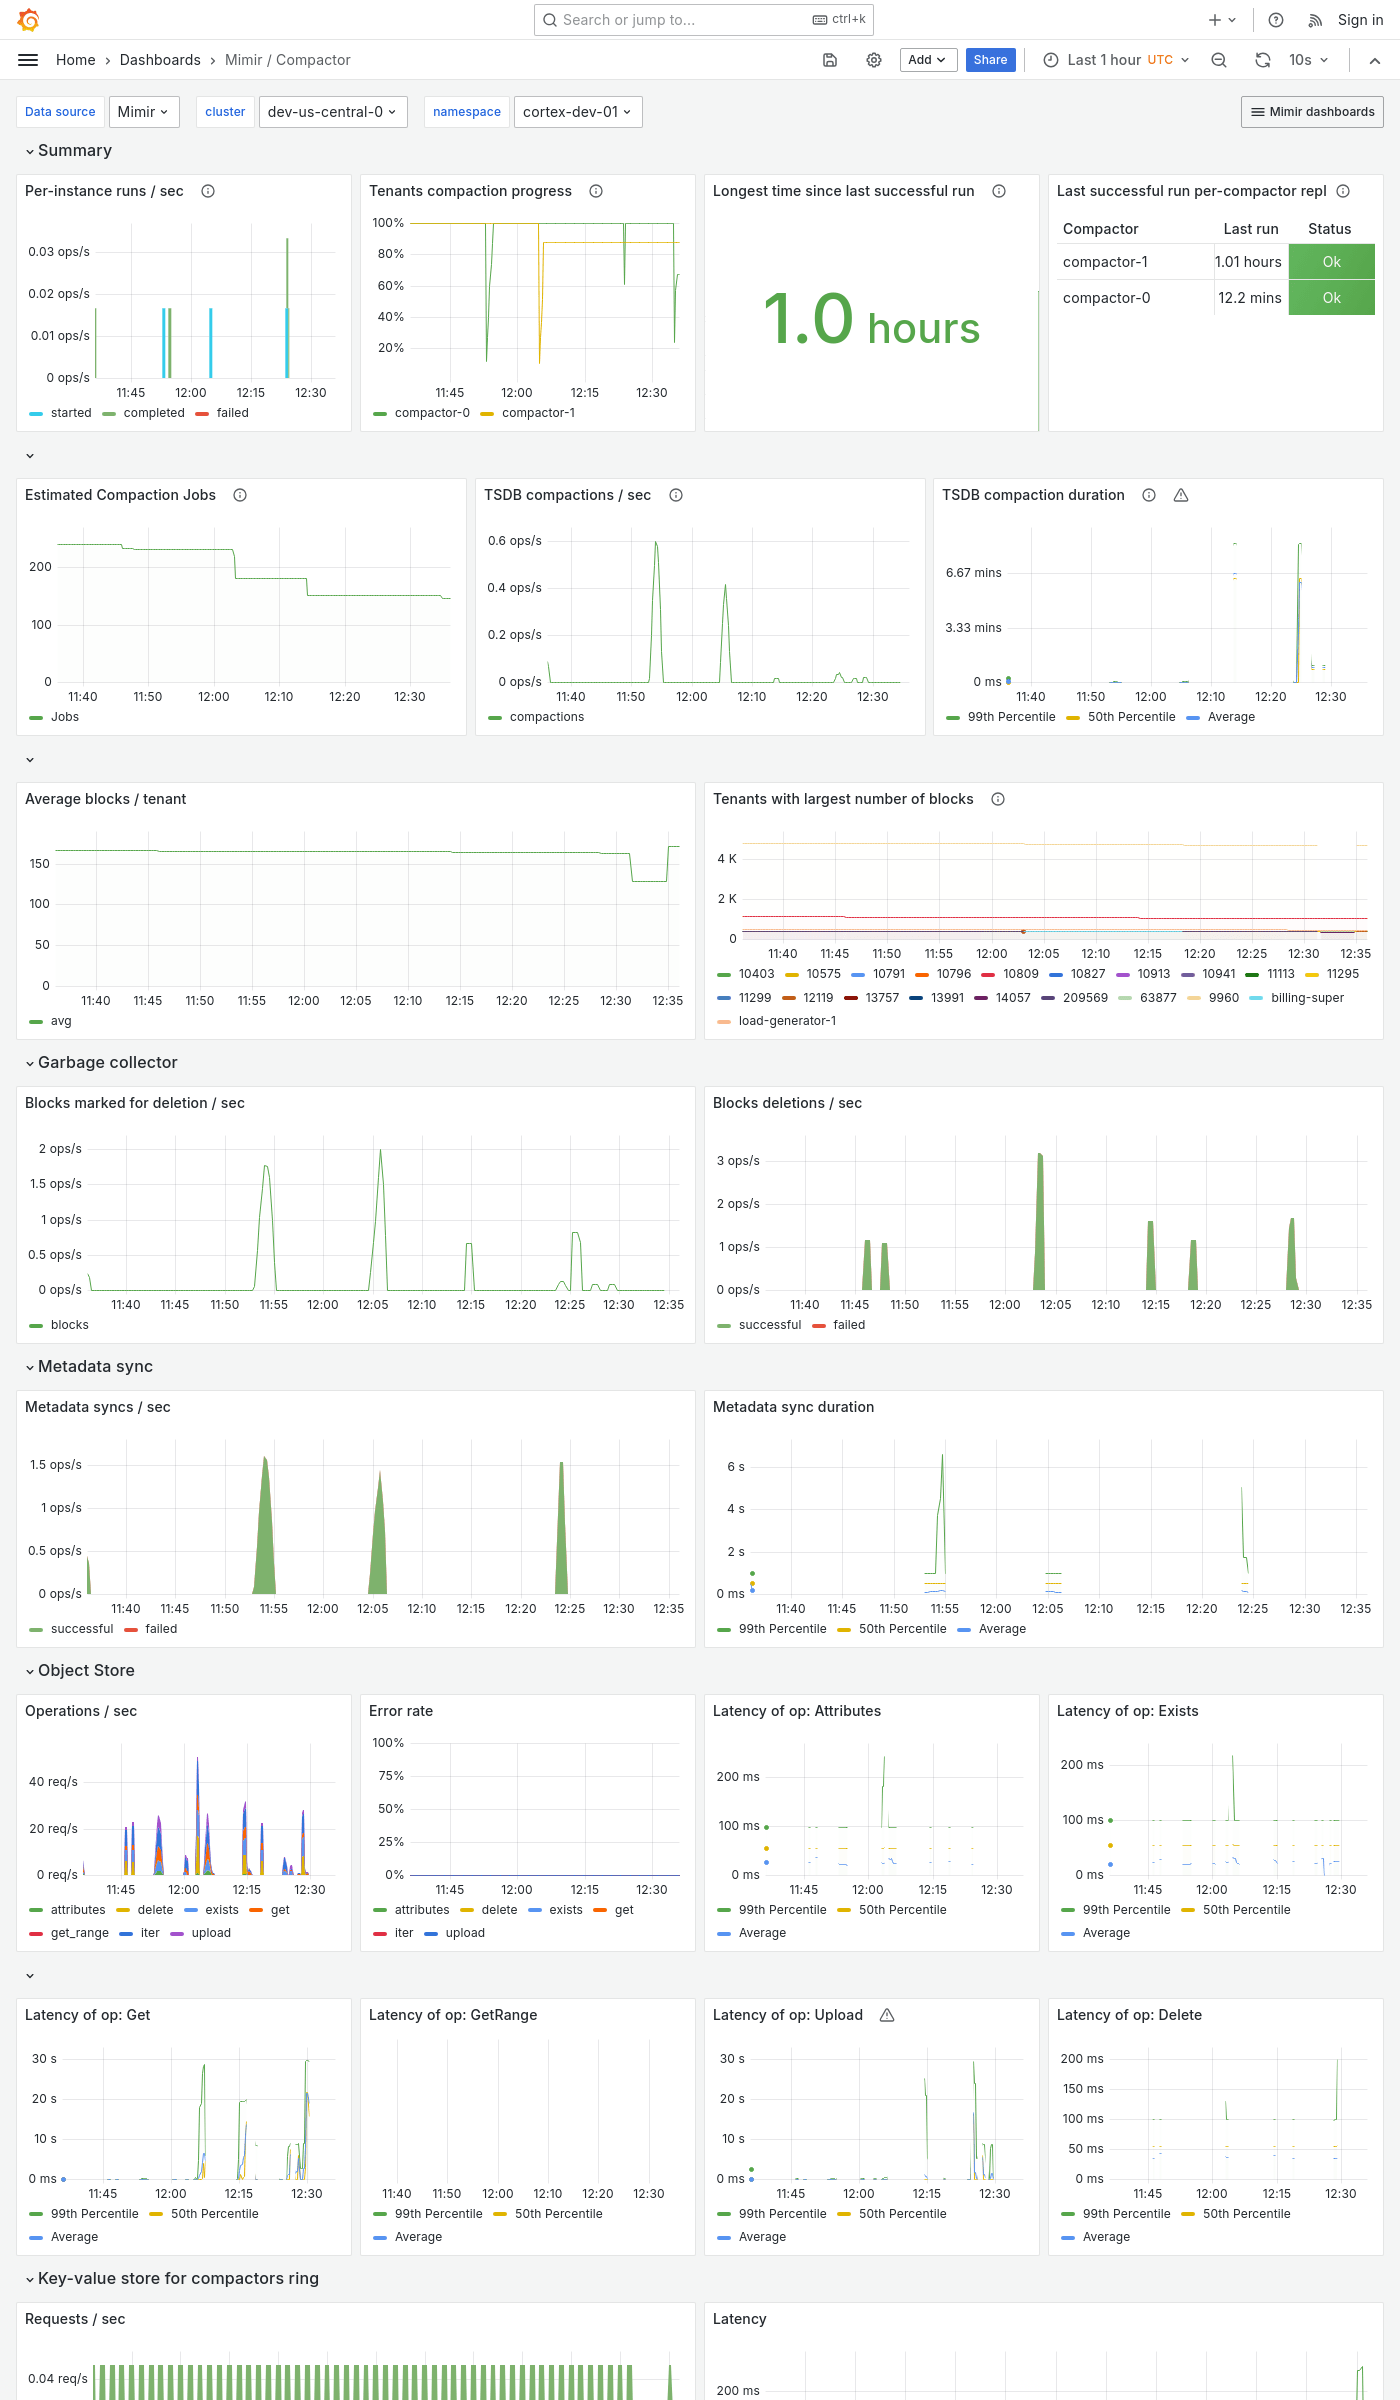 Search or jump to...
ctrl+k
Sign in
Home > Dashboards > Mimir / Compactor
Add
Share
Last 1 hour UTC
10s
Data source Mimir
cluster dev-us-central-0
namespace cortex-dev-01
Mimir dashboards
Summary
Per-instance runs / sec
0.03 ops/s
0.02 ops/s
0.01 ops/s
0 ops/s
11:45 12:00 12:15 12:30
started completed failed
Tenants compaction progress
100%
80%
60%
40%
20%
11:45 12:00 12:15 12:30
compactor-0 compactor-1
Longest time since last successful run
1.0 hours
Last successful run per-compactor repl
Compactor Last run Status
compactor-1 1.01 hours Ok
compactor-0 12.2 mins Ok
Estimated Compaction Jobs
200
100
0
11:40 11:50 12:00 12:10 12:20 12:30
Jobs
TSDB compactions / sec
0.6 ops/s
0.4 ops/s
0.2 ops/s
0 ops/s
11:40 11:50 12:00 12:10 12:20 12:30
compactions
TSDB compaction duration
6.67 mins
3.33 mins
0 ms
11:40 11:50 12:00 12:10 12:20 12:30
99th Percentile 50th Percentile Average
Average blocks / tenant
150
100
50
0
11:40 11:45 11:50 11:55 12:00 12:05 12:10 12:15 12:20 12:25 12:30 12:35
avg
Tenants with largest number of blocks
4 K
2 K
0
11:40 11:45 11:50 11:55 12:00 12:05 12:10 12:15 12:20 12:25 12:30 12:35
10403 10575 10791 10796 10809 10827 10913 10941 11113 11295
11299 12119 13757 13991 14057 209569 63877 9960 billing-super
load-generator-1
Garbage collector
Blocks marked for deletion / sec
2 ops/s
1.5 ops/s
1 ops/s
0.5 ops/s
0 ops/s
11:40 11:45 11:50 11:55 12:00 12:05 12:10 12:15 12:20 12:25 12:30 12:35
blocks
Blocks deletions / sec
3 ops/s
2 ops/s
1 ops/s
0 ops/s
11:40 11:45 11:50 11:55 12:00 12:05 12:10 12:15 12:20 12:25 12:30 12:35
successful failed
Metadata sync
Metadata syncs / sec
1.5 ops/s
1 ops/s
0.5 ops/s
0 ops/s
11:40 11:45 11:50 11:55 12:00 12:05 12:10 12:15 12:20 12:25 12:30 12:35
successful failed
Metadata sync duration
6 s
4 s
2 s
0 ms
11:40 11:45 11:50 11:55 12:00 12:05 12:10 12:15 12:20 12:25 12:30 12:35
99th Percentile 50th Percentile Average
Object Store
Operations / sec
40 req/s
20 req/s
0 req/s
11:45 12:00 12:15 12:30
attributes delete exists get
get_range iter upload
Error rate
100%
75%
50%
25%
0%
11:45 12:00 12:15 12:30
attributes delete exists get
iter upload
Latency of op: Attributes
200 ms
100 ms
0 ms
11:45 12:00 12:15 12:30
99th Percentile 50th Percentile
Average
Latency of op: Exists
200 ms
100 ms
0 ms
11:45 12:00 12:15 12:30
99th Percentile 50th Percentile
Average
Latency of op: Get
30 s
20 s
10 s
0 ms
11:45 12:00 12:15 12:30
99th Percentile 50th Percentile
Average
Latency of op: GetRange
11:40 11:50 12:00 12:10 12:20 12:30
99th Percentile 50th Percentile
Average
Latency of op: Upload
30 s
20 s
10 s
0 ms
11:45 12:00 12:15 12:30
99th Percentile 50th Percentile
Average
Latency of op: Delete
200 ms
150 ms
100 ms
50 ms
0 ms
11:45 12:00 12:15 12:30
99th Percentile 50th Percentile
Average
Key-value store for compactors ring
Requests / sec
0.04 req/s
Latency
200 ms